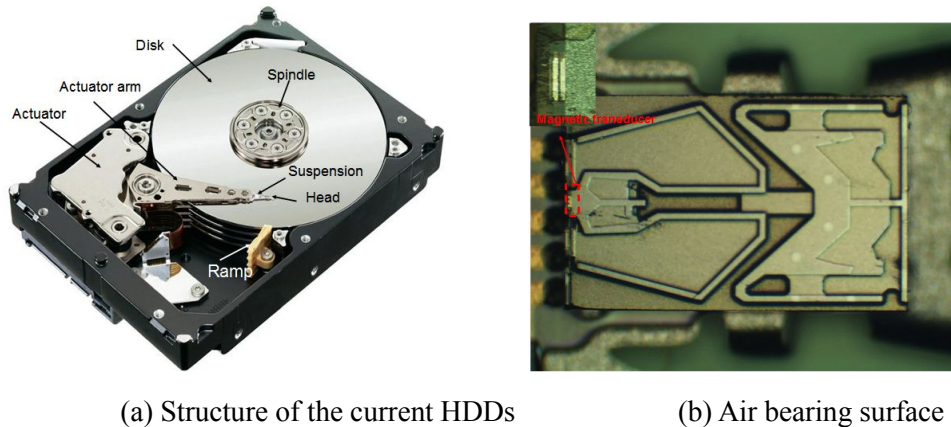 Disk
Spindle
Actuator arm
Actuator
Suspension
Head
Ramp
Magnetic transducer
(a) Structure of the current HDDs
(b) Air bearing surface